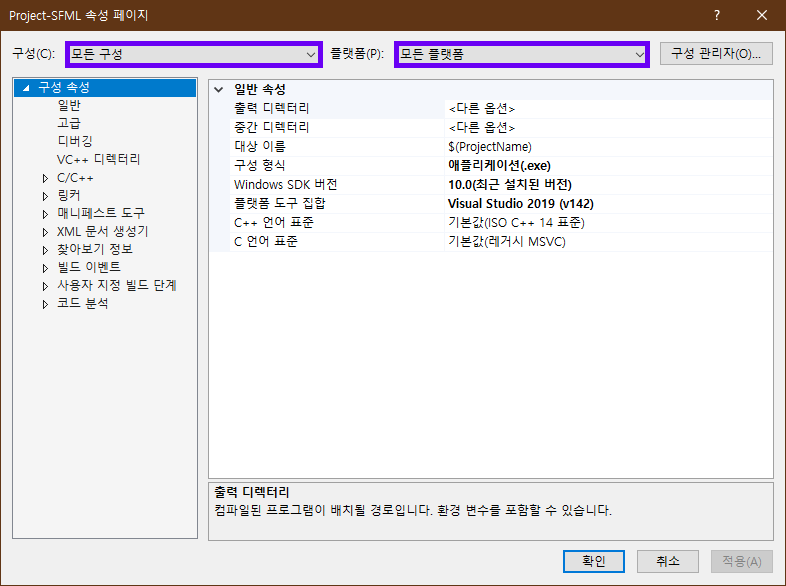 Project-SFML 속성 페이지
구성(C): 모든 구성 플랫폼(P): 모든 플랫폼 구성 관리자(O)...
구성 속성
일반
고급
디버깅
VC++ 디렉터리
C/C++
링커
매니페스트 도구
XML 문서 생성기
찾아보기 정보
빌드 이벤트
사용자 지정 빌드 단계
코드 분석
일반 속성
출력 디렉터리 <다른 옵션>
중간 디렉터리 <다른 옵션>
대상 이름 $(ProjectName)
구성 형식 애플리케이션(.exe)
Windows SDK 버전 10.0(최근 설치된 버전)
플랫폼 도구 집합 Visual Studio 2019 (v142)
C++ 언어 표준 기본값(ISO C++ 14 표준)
C 언어 표준 기본값(레거시 MSVC)
출력 디렉터리
컴파일된 프로그램이 배치될 경로입니다. 환경 변수를 포함할 수 있습니다.
확인 취소 적용(A)